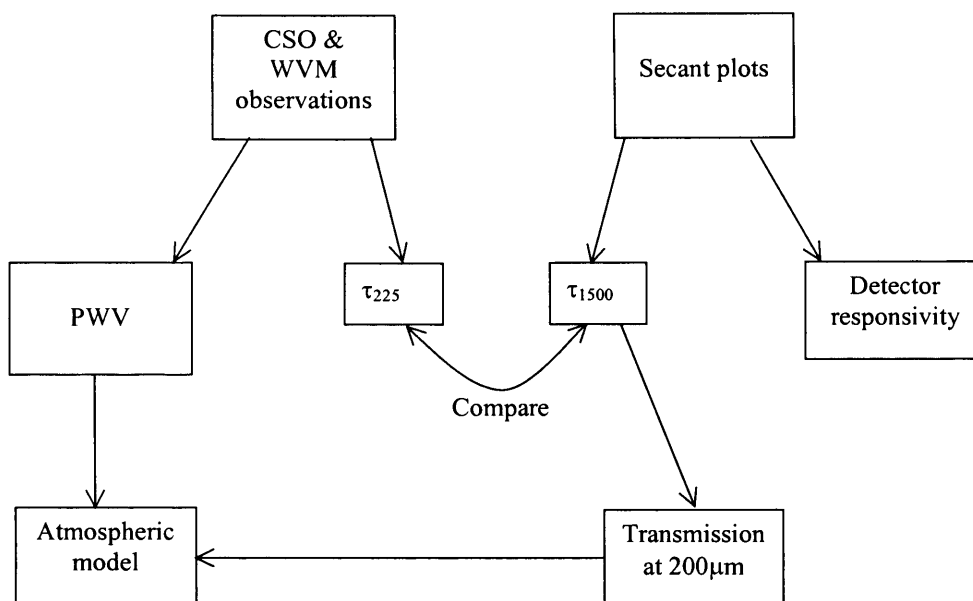 CSO &
WVM
observations
Secant plots
PWV
τ225
τ1500
Detector
responsivity
Compare
Atmospheric
model
Transmission
at 200µm